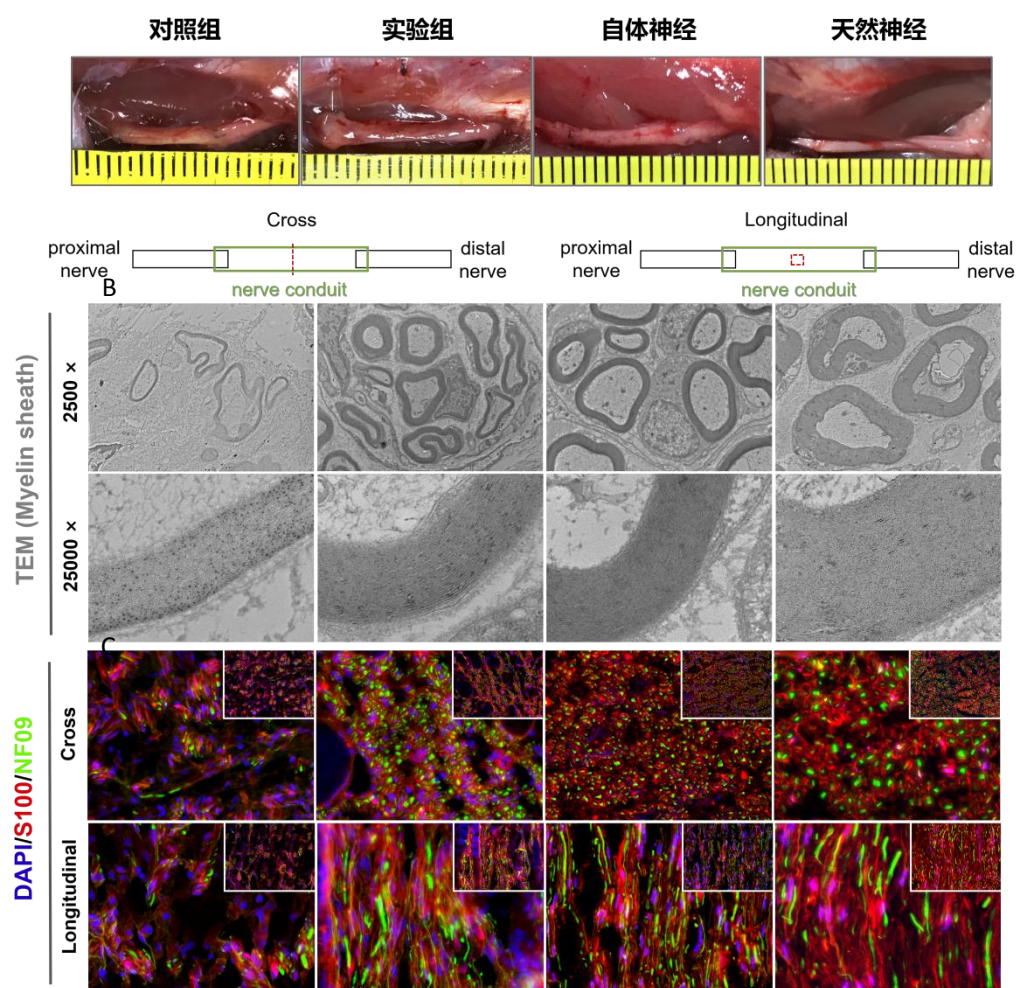 对照组 实验组 自体神经 天然神经
Cross
proximal nerve
distal nerve
nerve conduit
Longitudinal
proximal nerve
distal nerve
nerve conduit
B
TEM (Myelin sheath)
2500 ×
25000 ×
C
DAPI/S100/NF09
Cross
Longitudinal